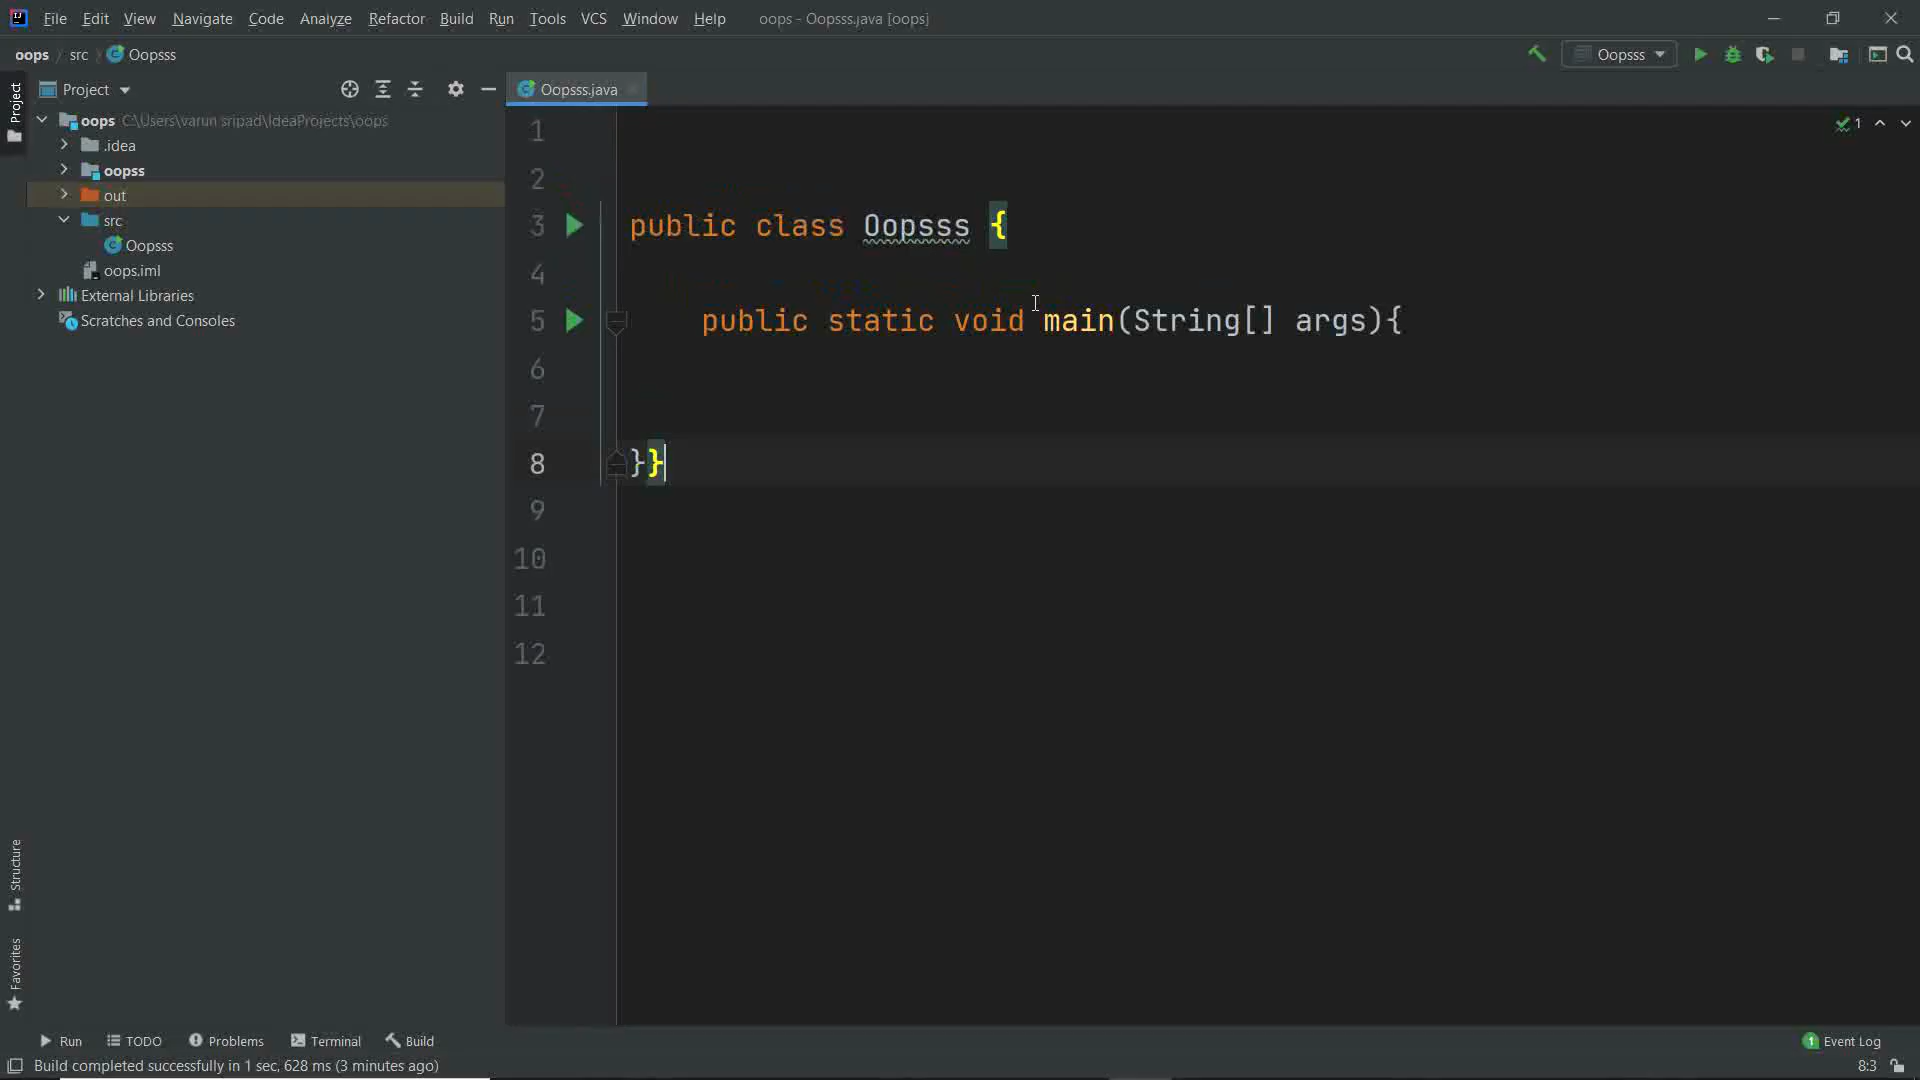 File Edit View Navigate Code Analyze Refactor Build Run Tools VCS Window Help oops - Oopsss.java [oops]
oops src Oopsss Oopsss
Project Oopsss.java
Project
oops C:\Users\varun sripad\IdeaProjects\oops
.idea
oopss
out
src
Oopsss
oops.iml
External Libraries
Scratches and Consoles
1
1
2
3 public class Oopsss {
4
5 public static void main(String[] args){
6
7
8 }}
9
10
11
12
Structure
Favorites
Run TODO Problems Terminal Build 1 Event Log
Build completed successfully in 1 sec, 628 ms (3 minutes ago) 8:3